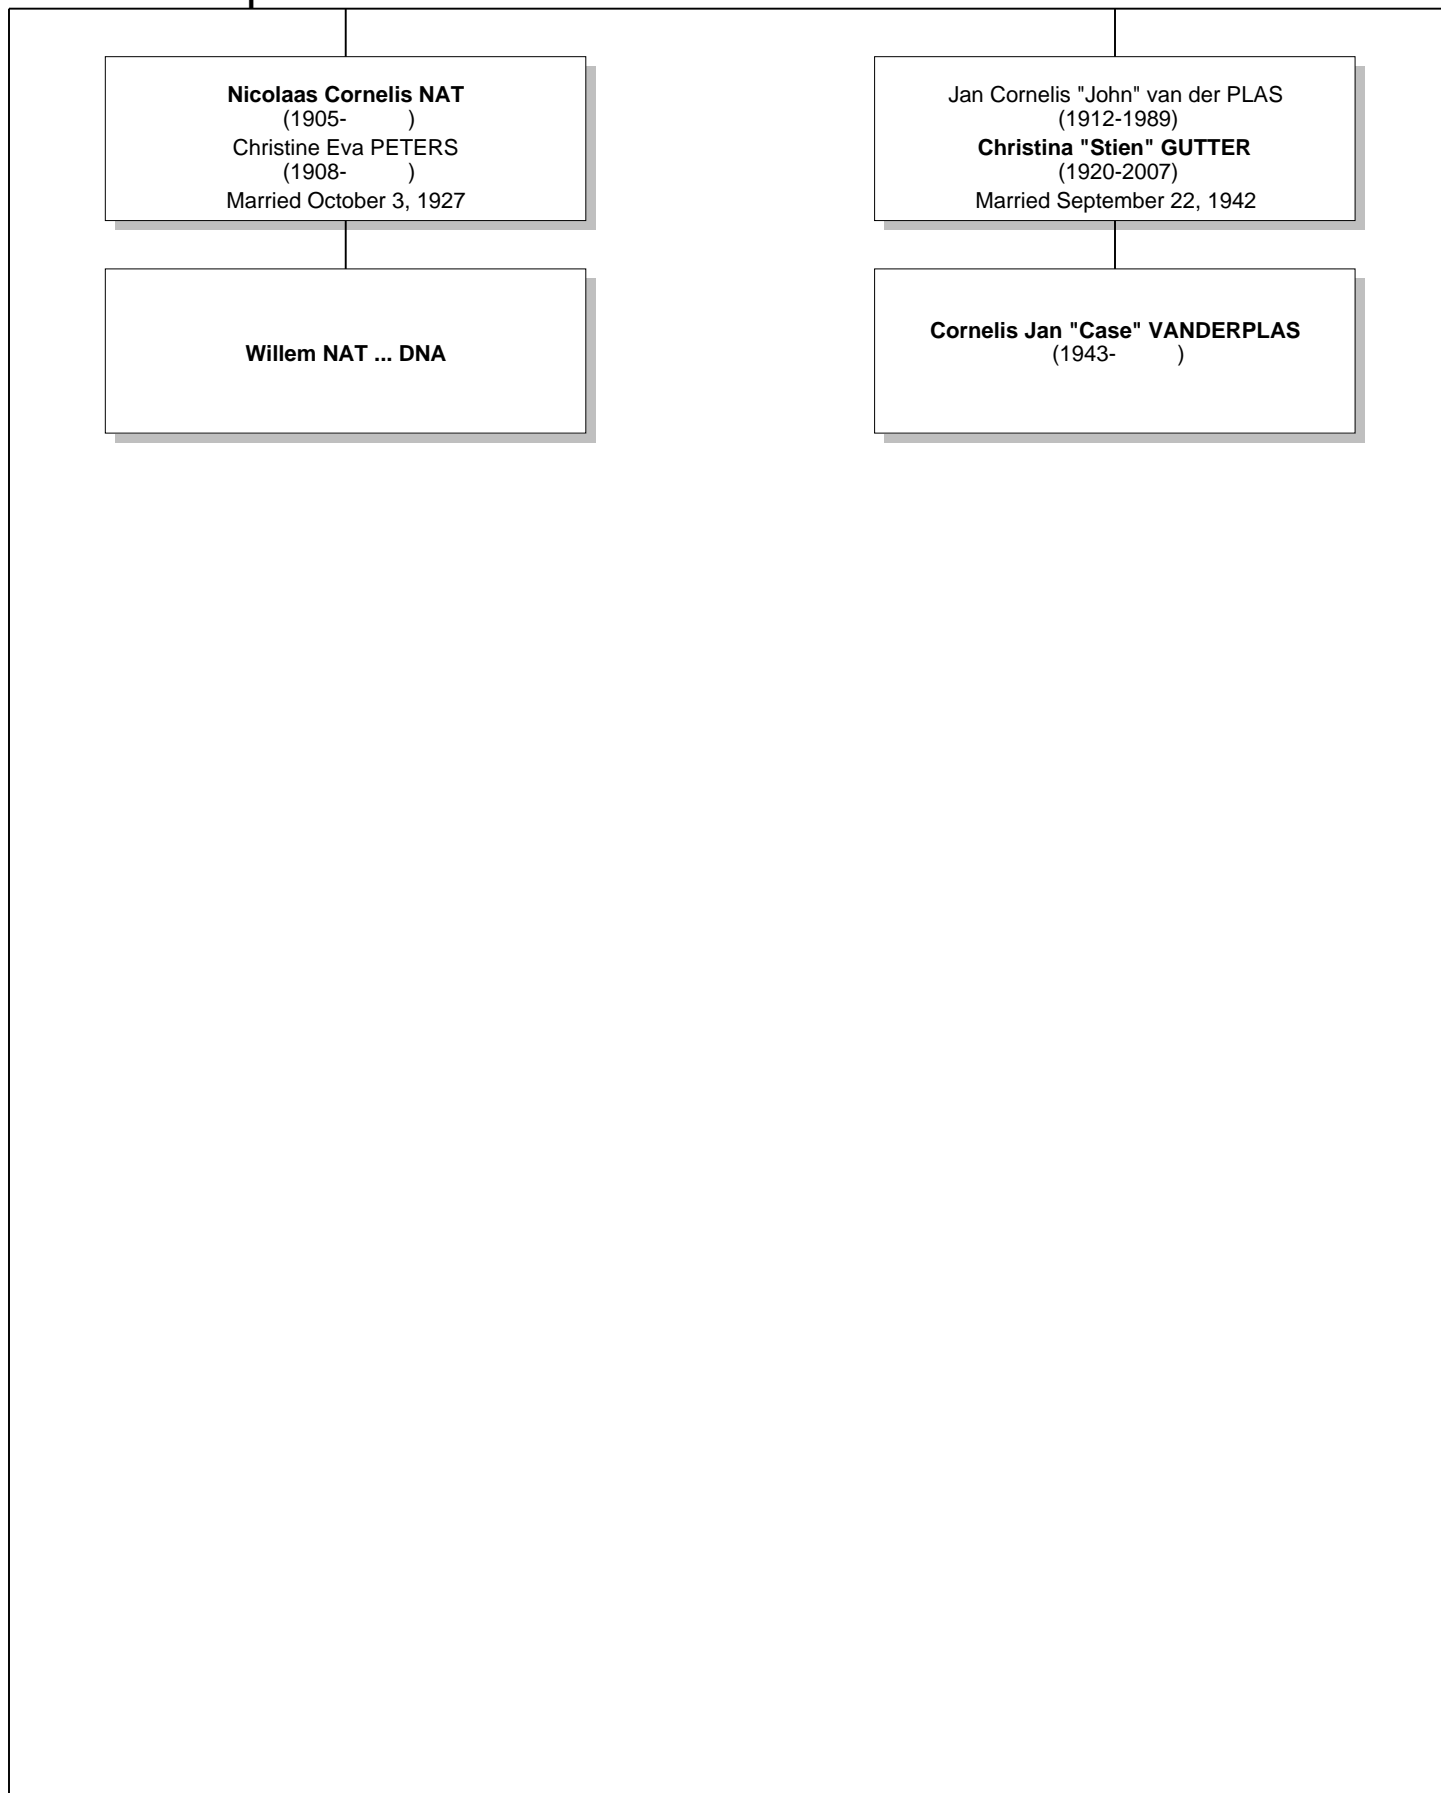 Nicolaas Cornelis NAT
(1905-          )
Christine Eva PETERS
(1908-          )
Married October 3, 1927
Willem NAT ... DNA
Jan Cornelis "John" van der PLAS
(1912-1989)
Christina "Stien" GUTTER
(1920-2007)
Married September 22, 1942
Cornelis Jan "Case" VANDERPLAS
(1943-          )